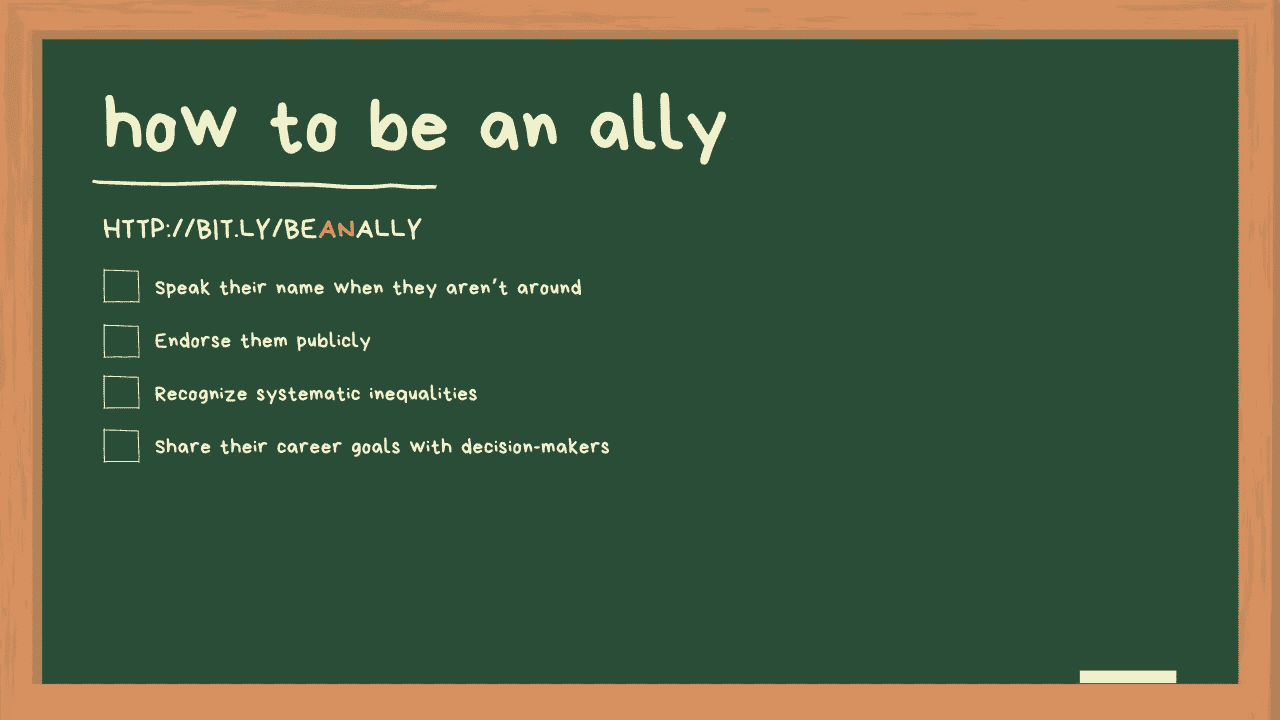 how to be an ally
HTTP://BIT.LY/BEANALLY
Speak their name when they aren't around
Endorse them publicly
Recognize systematic inequalities
Share their career goals with decision-makers